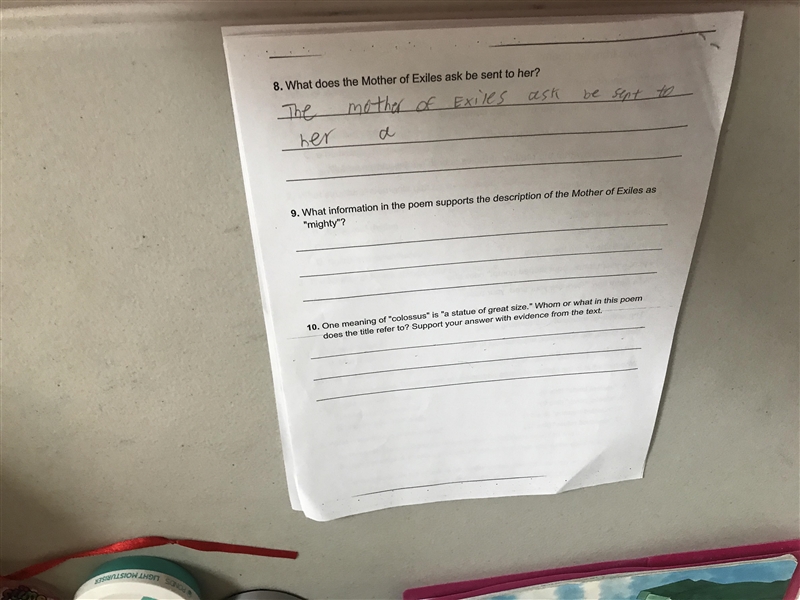 8. What does the Mother of Exiles ask be sent to her?
The mother of Exiles ask be sent to
her a
9. What information in the poem supports the description of the Mother of Exiles as
"mighty"?
10. One meaning of "colossus" is "a statue of great size." Whom or what in this poem
does the title refer to? Support your answer with evidence from the text.
POND'S LIGHT MOISTURISER